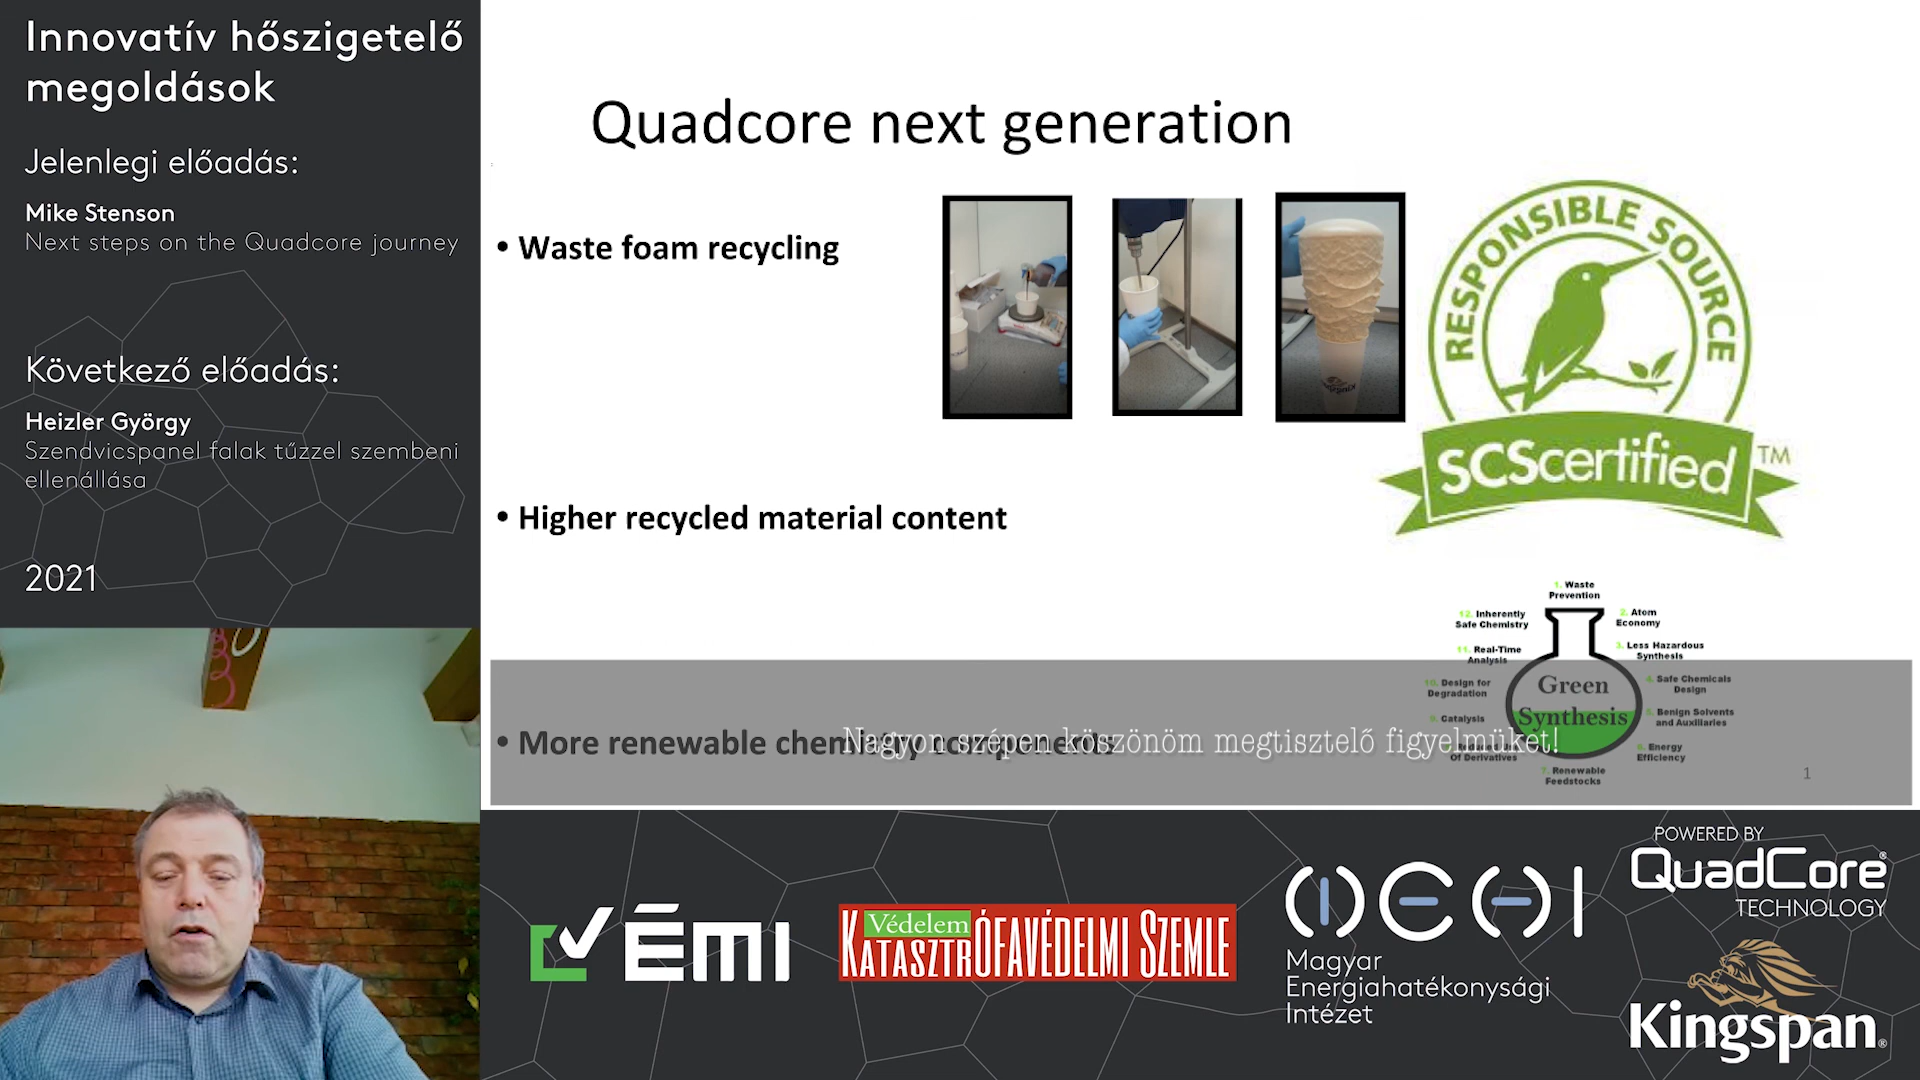 Innovatív hőszigetelő
megoldások
Jelenlegi előadás:
Mike Stenson
Next steps on the Quadcore journey
Következő előadás:
Heizler György
Szendvicspanel falak tűzzel szembeni
ellenállása
2021
Quadcore next generation
• Waste foam recycling
• Higher recycled material content
• More renewable chemistry components
RESPONSIBLE SOURCE
SCScertified™
1. Waste
Prevention
2. Atom
Economy
3. Less Hazardous
Synthesis
4. Safe Chemicals
Design
5. Benign Solvents
and Auxiliaries
6. Energy
Efficiency
7. Renewable
Feedstocks
Of Derivatives
9. Catalysis
10. Design for
Degradation
11. Real-Time
Analysis
12. Inherently
Safe Chemistry
Green
Synthesis
Nagyon szépen köszönöm megtisztelő figyelmüket!
1
ÉMI
Védelem
KATASZTRÓFAVÉDELMI SZEMLE
MEHI
Magyar
Energiahatékonysági
Intézet
POWERED BY
QuadCore®
TECHNOLOGY
Kingspan®